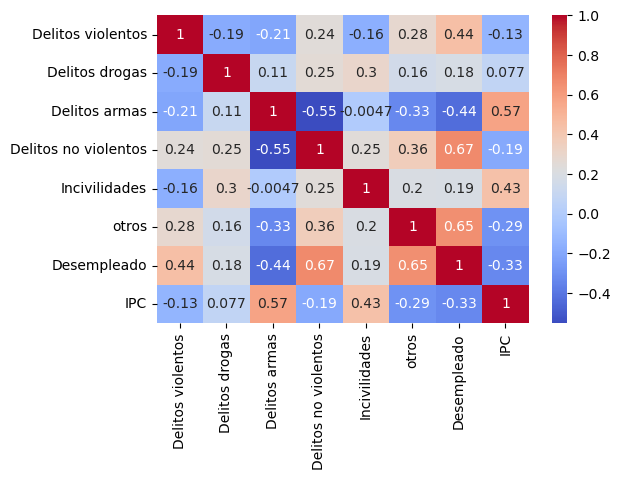 Delitos violentos 1 -0.19 -0.21 0.24 -0.16 0.28 0.44 -0.13
Delitos drogas -0.19 1 0.11 0.25 0.3 0.16 0.18 0.077
Delitos armas -0.21 0.11 1 -0.55 -0.0047 -0.33 -0.44 0.57
Delitos no violentos 0.24 0.25 -0.55 1 0.25 0.36 0.67 -0.19
Incivilidades -0.16 0.3 -0.0047 0.25 1 0.2 0.19 0.43
otros 0.28 0.16 -0.33 0.36 0.2 1 0.65 -0.29
Desempleado 0.44 0.18 -0.44 0.67 0.19 0.65 1 -0.33
IPC -0.13 0.077 0.57 -0.19 0.43 -0.29 -0.33 1
Delitos violentos
Delitos drogas
Delitos armas
Delitos no violentos
Incivilidades
otros
Desempleado
IPC
1.0
0.8
0.6
0.4
0.2
0.0
−0.2
−0.4